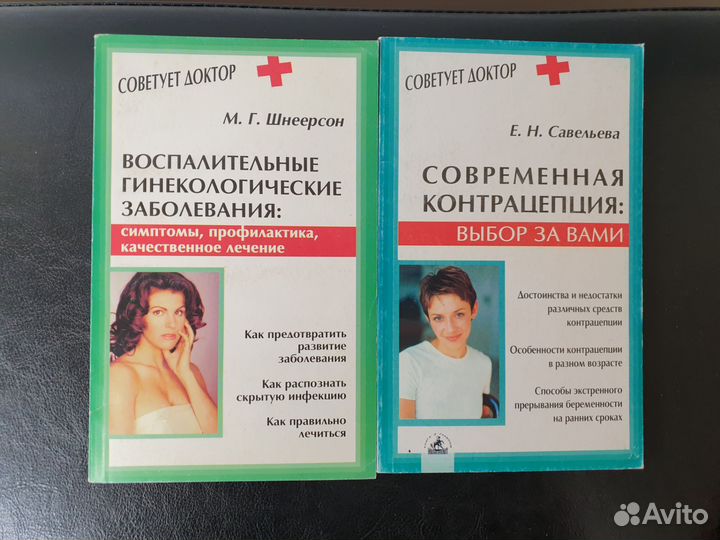 СОВЕТУЕТ ДОКТОР
М. Г. Шнеерсон
ВОСПАЛИТЕЛЬНЫЕ
ГИНЕКОЛОГИЧЕСКИЕ
ЗАБОЛЕВАНИЯ:
симптомы, профилактика,
качественное лечение
Как предотвратить
развитие
заболевания
Как распознать
скрытую инфекцию
Как правильно
лечиться
СОВЕТУЕТ ДОКТОР
Е. Н. Савельева
СОВРЕМЕННАЯ
КОНТРАЦЕПЦИЯ:
ВЫБОР ЗА ВАМИ
Достоинства и недостатки
различных средств
контрацепции
Особенности контрацепции
в разном возрасте
Способы экстренного
прерывания беременности
на ранних сроках
Avito